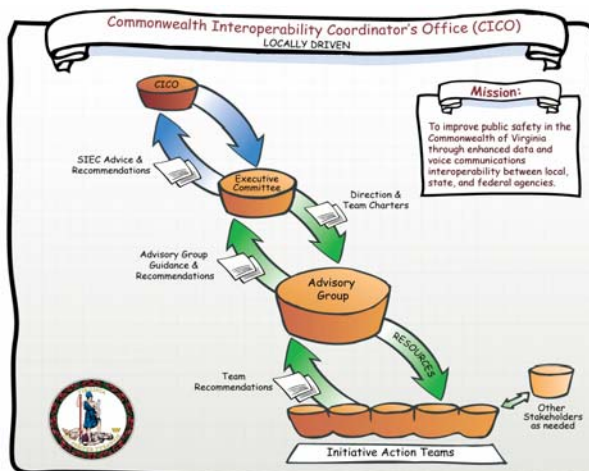 Commonwealth Interoperability Coordinator's Office (CICO)
LOCALLY DRIVEN
CICO
Mission:
To improve public safety in the
Commonwealth of Virginia
through enhanced data and
voice communications
interoperability between local,
state, and federal agencies.
SIEC Advice &
Recommendations
Executive
Committee
Direction &
Team Charters
Advisory Group
Guidance &
Recommendations
Advisory
Group
RESOURCES
Team
Recommendations
Other
Stakeholders
as needed
Initiative Action Teams